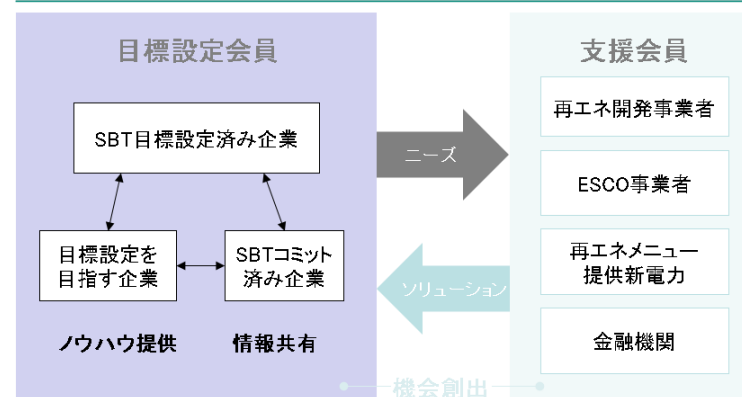 目標設定会員
SBT目標設定済み企業
目標設定を
目指す企業
SBTコミット
済み企業
ノウハウ提供
情報共有
ニーズ
ソリューション
支援会員
再エネ開発事業者
ESCO事業者
再エネメニュー
提供新電力
金融機関
機会創出